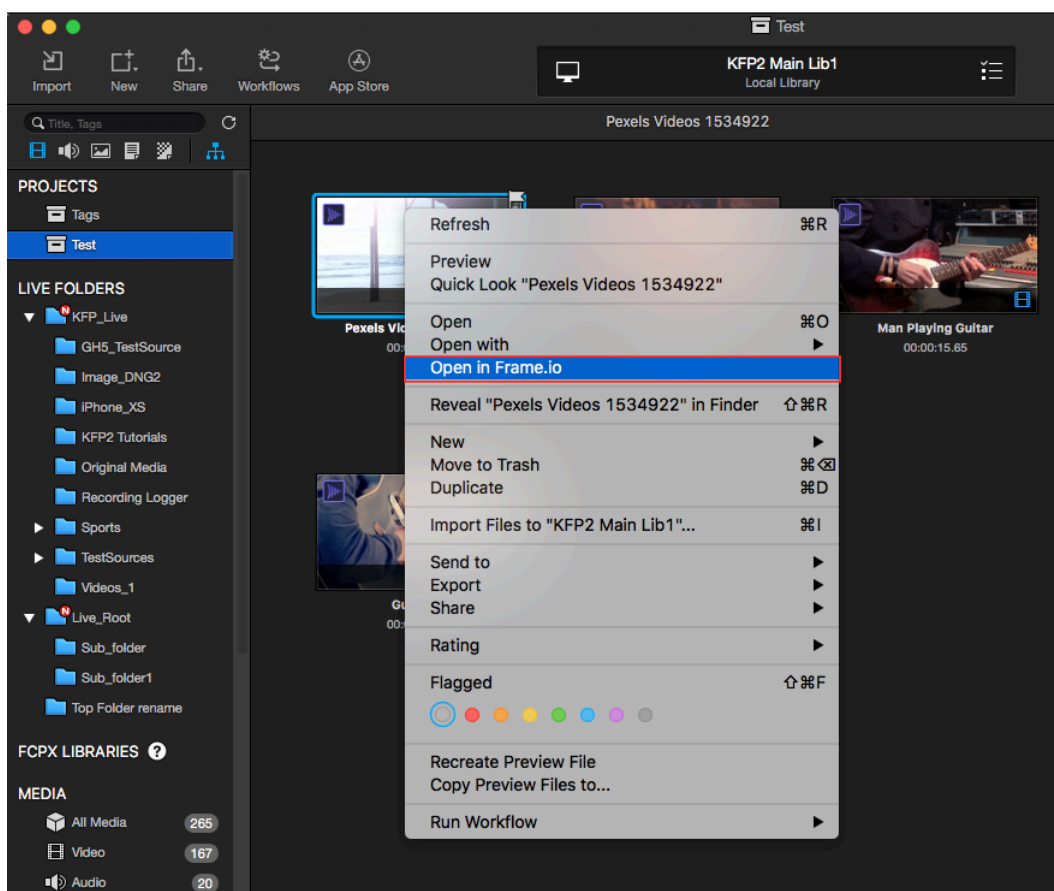 Test
Import
New
Share
Workflows
App Store
KFP2 Main Lib1
Local Library
Title, Tags
Pexels Videos 1534922
PROJECTS
Tags
Test
LIVE FOLDERS
KFP_Live
GH5_TestSource
Image_DNG2
iPhone_XS
KFP2 Tutorials
Original Media
Recording Logger
Sports
TestSources
Videos_1
Live_Root
Sub_folder
Sub_folder1
Top Folder rename
FCPX LIBRARIES ?
MEDIA
All Media 265
Video 167
Audio 20
Pexels Vid
00:
Refresh ⌘R
Preview
Quick Look "Pexels Videos 1534922"
Open ⌘O
Open with
Open in Frame.io
Reveal "Pexels Videos 1534922" in Finder ⇧⌘R
New
Move to Trash ⌘⌫
Duplicate ⌘D
Import Files to "KFP2 Main Lib1"... ⌘I
Send to
Export
Share
Rating
Flagged ⇧⌘F
Recreate Preview File
Copy Preview Files to...
Run Workflow
Man Playing Guitar
00:00:15.65
Gu
00: